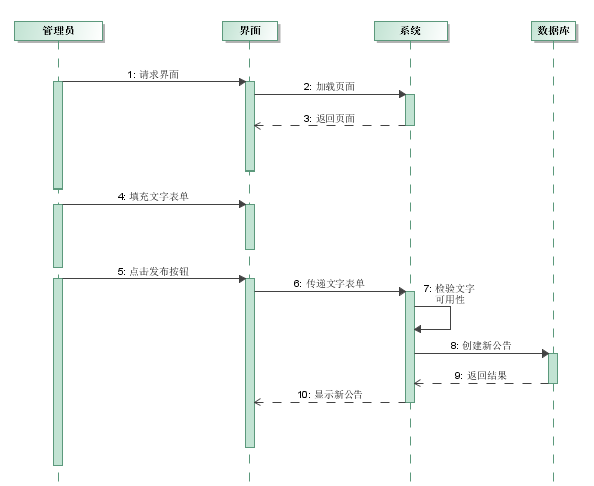 管理员
界面
系统
数据库
1: 请求界面
2: 加载页面
3: 返回页面
4: 填充文字表单
5: 点击发布按钮
6: 传递文字表单
7: 检验文字
可用性
8: 创建新公告
9: 返回结果
10: 显示新公告